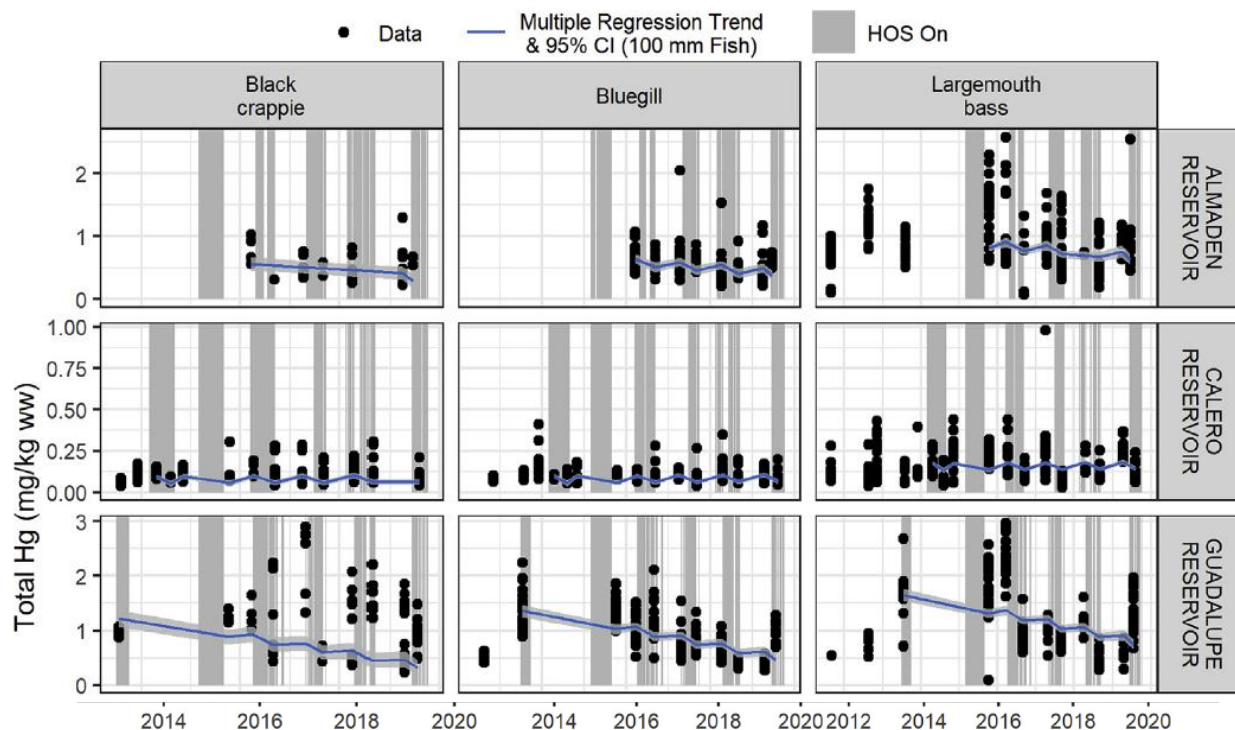 Data
Multiple Regression Trend
& 95% CI (100 mm Fish)
HOS On
Black
crappie
Bluegill
Largemouth
bass
Total Hg (mg/kg ww)
2
1
0
ALMADEN
RESERVOIR
1.00
0.75
0.50
0.25
0.00
CALERO
RESERVOIR
3
2
1
0
GUADALUPE
RESERVOIR
2014 2016 2018 2020 2014 2016 2018 2020 2012 2014 2016 2018 2020